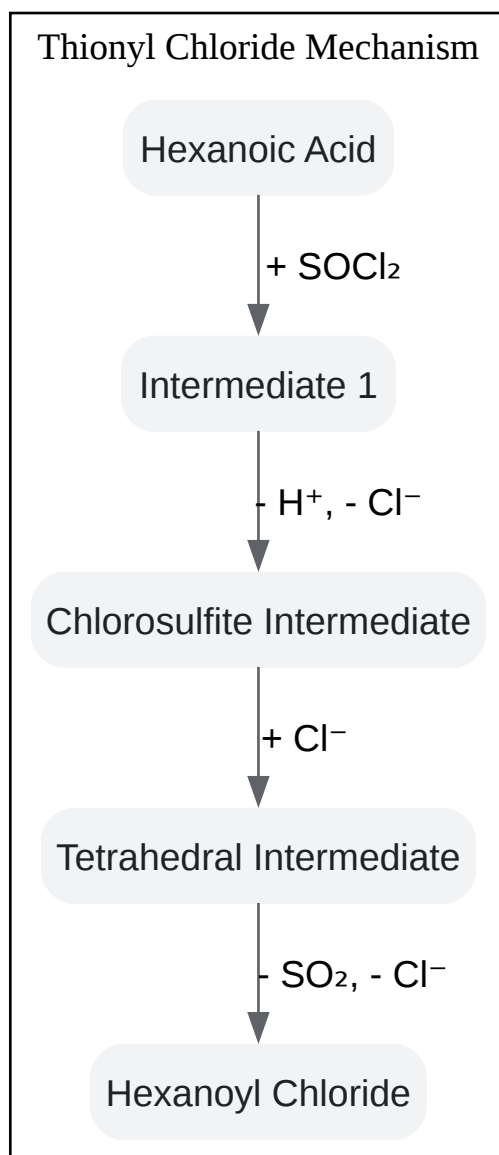 Thionyl Chloride Mechanism
Hexanoic Acid
+ SOCl₂
Intermediate 1
- H⁺, - Cl⁻
Chlorosulfite Intermediate
+ Cl⁻
Tetrahedral Intermediate
- SO₂, - Cl⁻
Hexanoyl Chloride